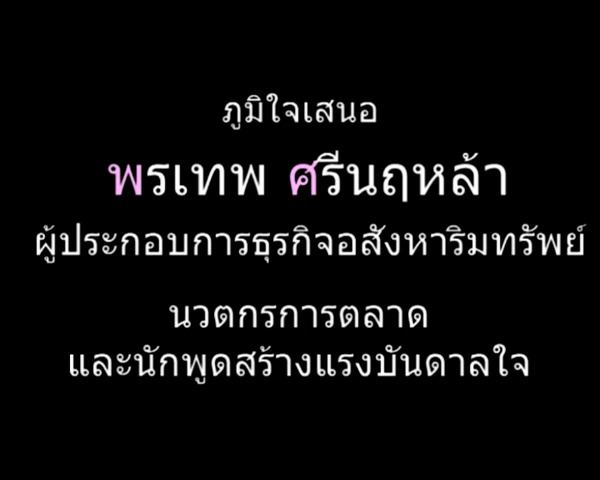 ภูมิใจเสนอ
พรเทพ ศรีนฤหล้า
ผู้ประกอบการธุรกิจอสังหาริมทรัพย์
นวตกรการตลาด
และนักพูดสร้างแรงบันดาลใจ